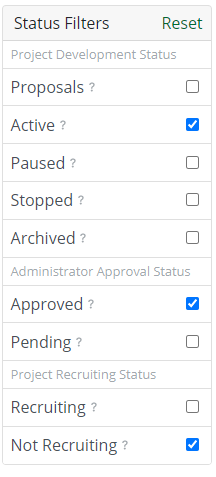 Status Filters Reset
Project Development Status
Proposals ?
Active ?
Paused ?
Stopped ?
Archived ?
Administrator Approval Status
Approved ?
Pending ?
Project Recruiting Status
Recruiting ?
Not Recruiting ?